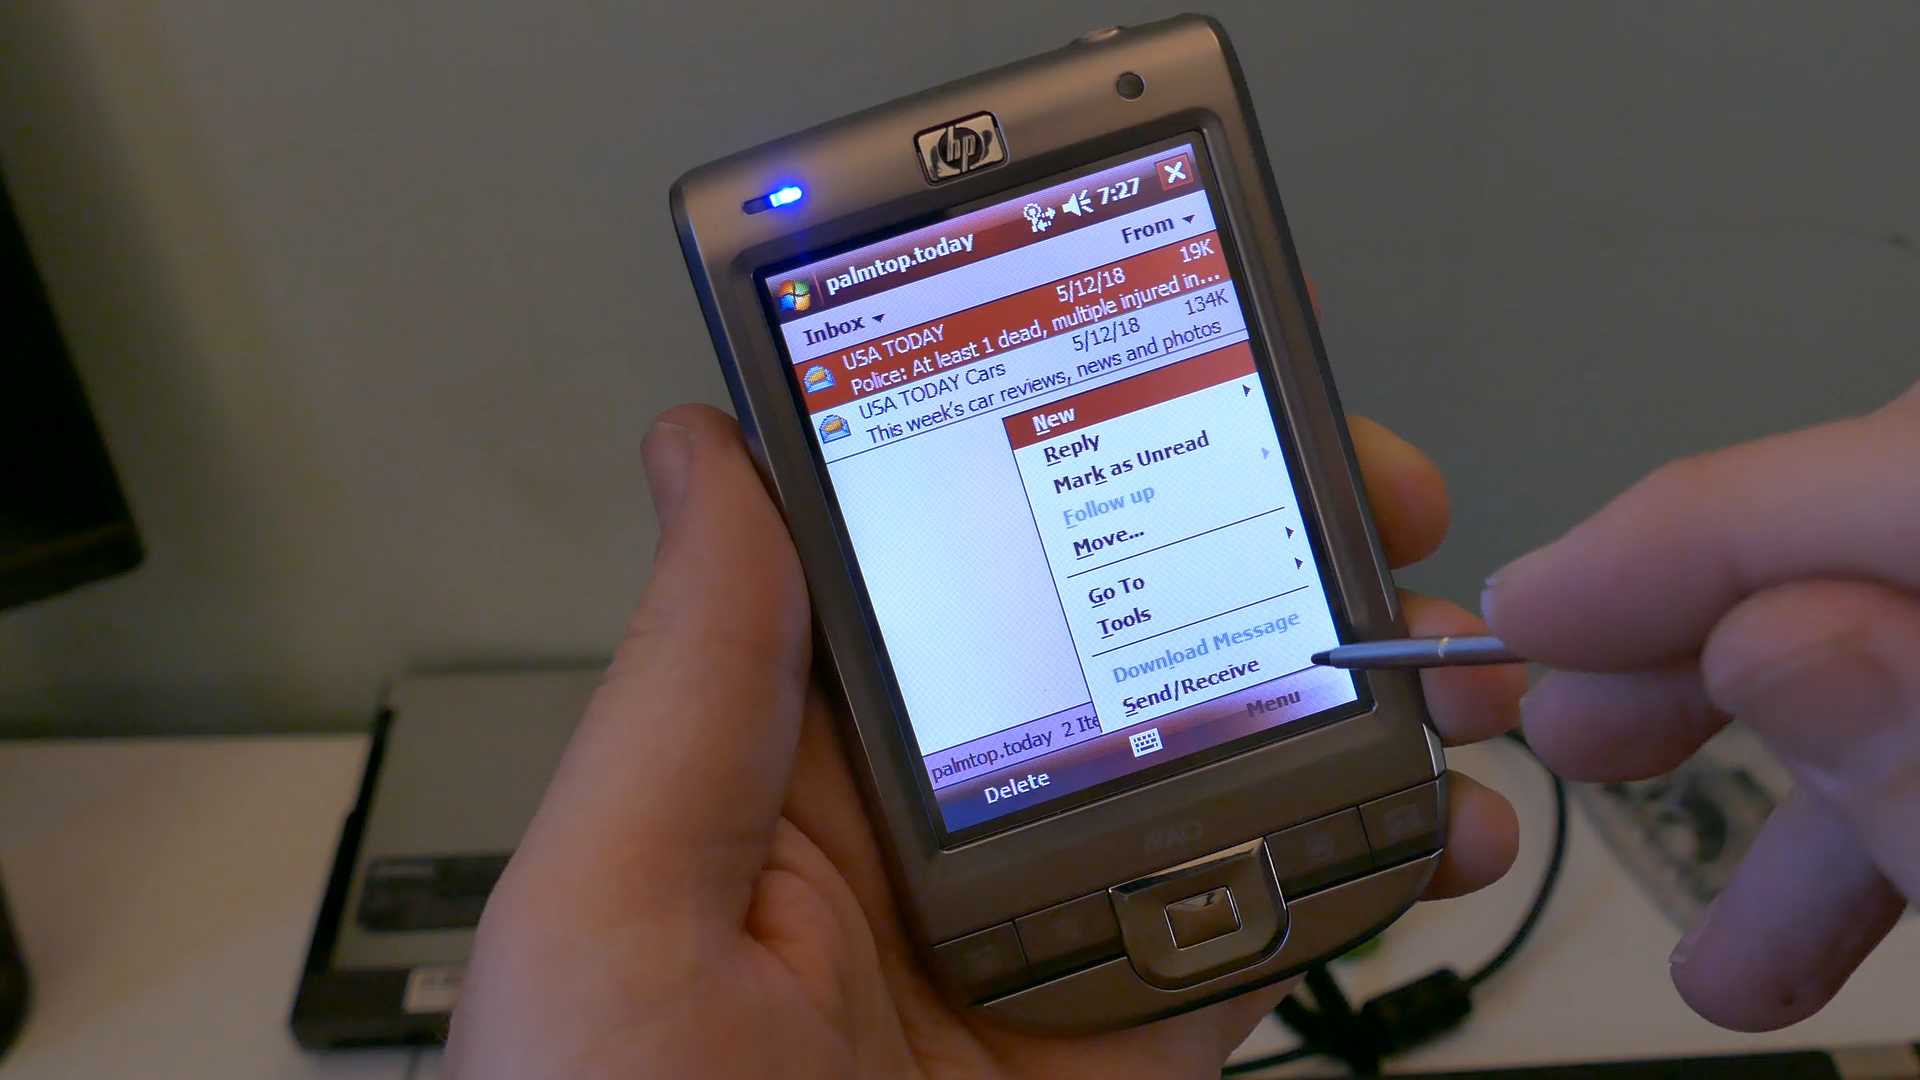 hp
palmtop.today 7:27
Inbox From
USA TODAY 5/12/18 19K
Police: At least 1 dead, multiple injured in...
USA TODAY Cars 5/12/18 134K
This week's car reviews, news and photos
New
Reply
Mark as Unread
Follow up
Move...
Go To
Tools
Download Message
Send/Receive
palmtop.today 2 Ite
Delete Menu
iPAQ